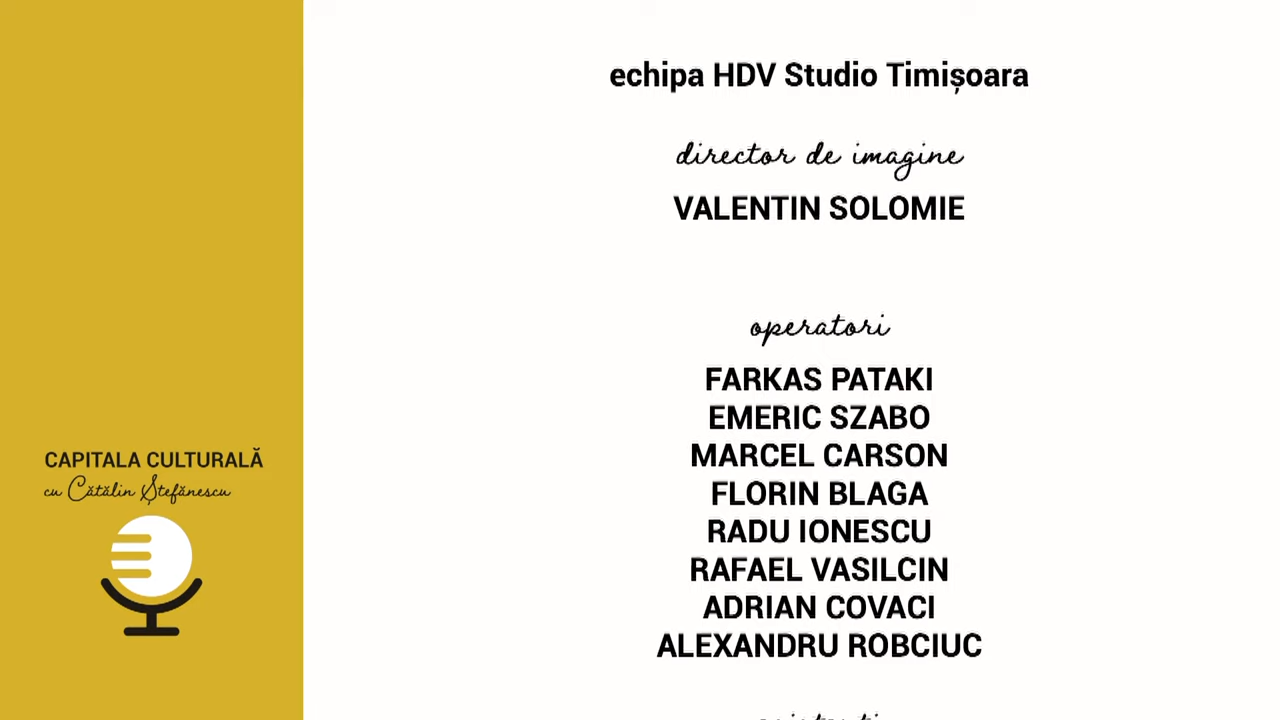 echipa HDV Studio Timișoara
director de imagine
VALENTIN SOLOMIE
operatori
FARKAS PATAKI
EMERIC SZABO
MARCEL CARSON
FLORIN BLAGA
RADU IONESCU
RAFAEL VASILCIN
ADRIAN COVACI
ALEXANDRU ROBCIUC
CAPITALA CULTURALĂ
cu Cătălin Ștefănescu